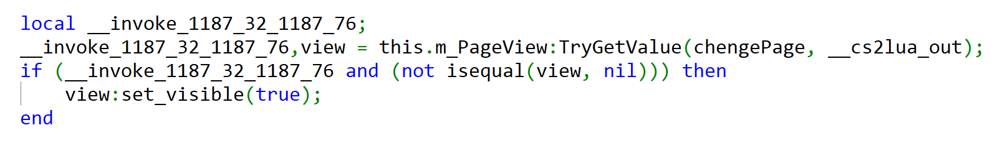 local __invoke_1187_32_1187_76;
__invoke_1187_32_1187_76,view = this.m_PageView:TryGetValue(chengePage, __cs2lua_out);
if (__invoke_1187_32_1187_76 and (not isequal(view, nil))) then
    view:set_visible(true);
end